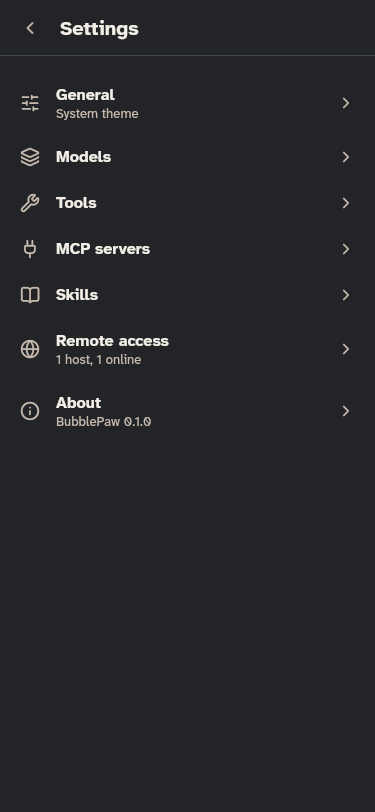 Settings
General
System theme
Models
Tools
MCP servers
Skills
Remote access
1 host, 1 online
About
BubblePaw 0.1.0